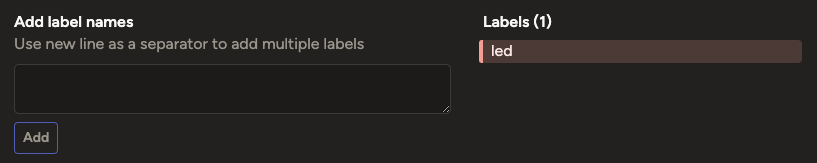 Add label names
Use new line as a separator to add multiple labels
Add
Labels (1)
led